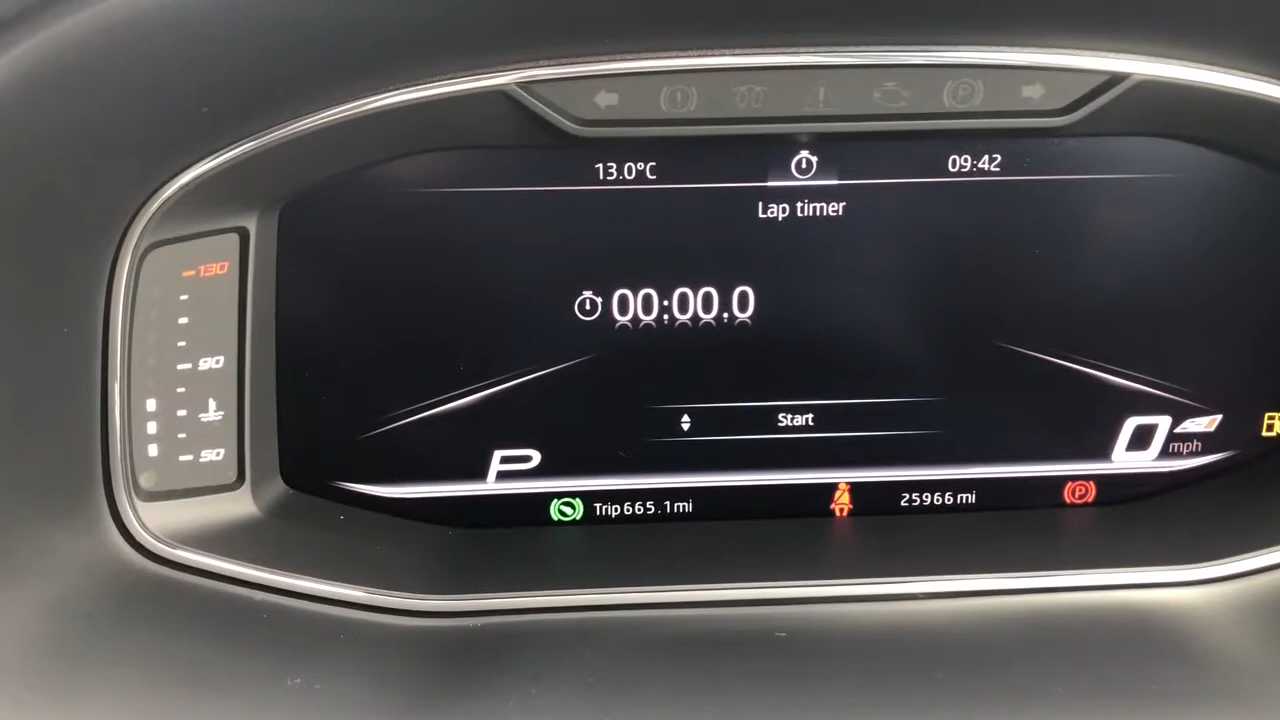 13.0°C
09:42
Lap timer
130
90
50
00:00.0
Start
P
0
mph
Trip 665.1 mi
25966 mi
P
P